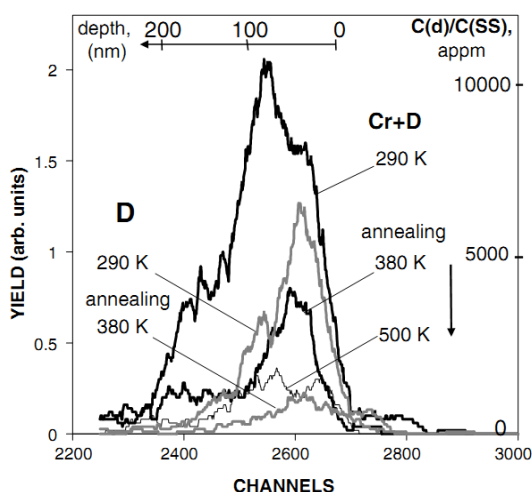 depth, 200 100 0
(nm)
C(d)/C(SS),
appm
2
10000
Cr+D
290 K
1.5
D
YIELD (arb. units)
1
annealing
380 K
5000
290 K
annealing
380 K
500 K
0.5
0
0
2200 2400 2600 2800 3000
CHANNELS